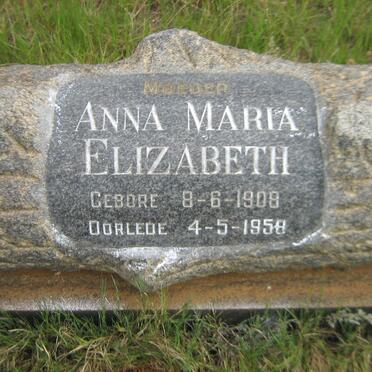 MOEDER
ANNA MARIA
ELIZABETH
GEBORE 8-6-1908
OORLEDE 4-5-1958